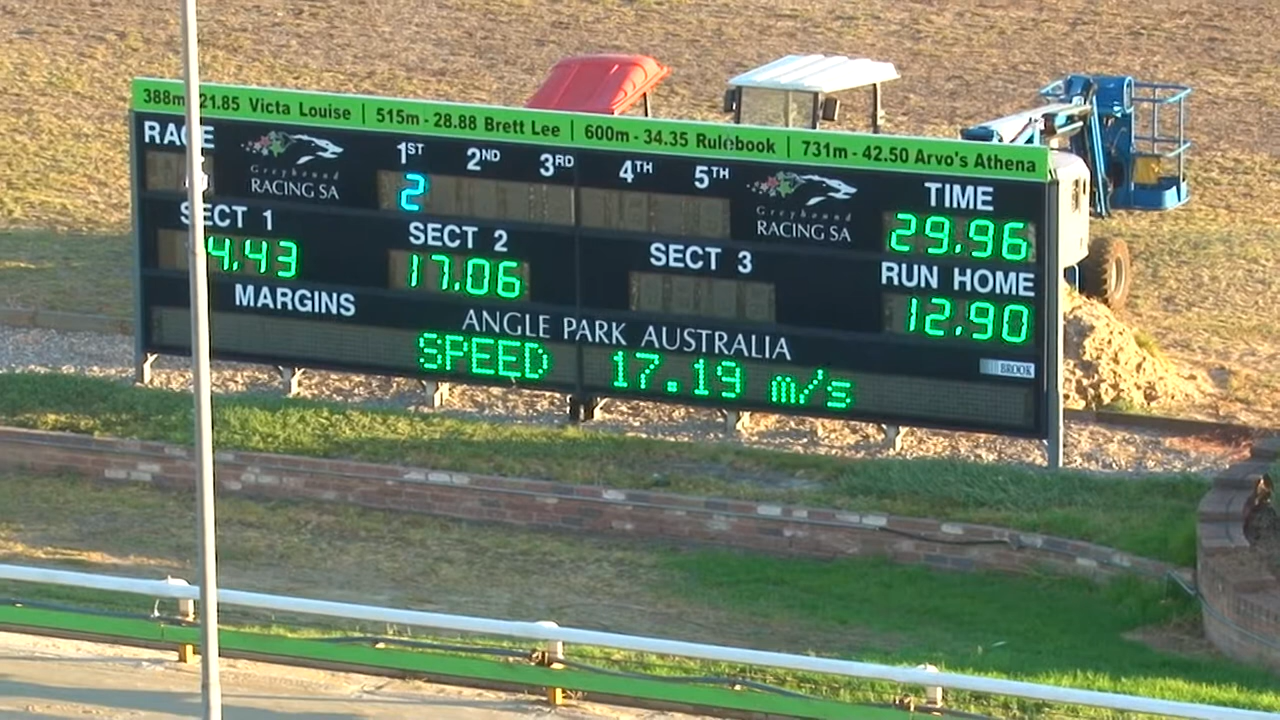 388m 21.85 Victa Louise | 515m - 28.88 Brett Lee | 600m - 34.35 Rulebook | 731m - 42.50 Arvo's Athena
RACE
Greyhound
RACING SA
1ST 2ND 3RD 4TH 5TH
2
Greyhound
RACING SA
TIME
29.96
SECT 1
4.43
SECT 2
17.06
SECT 3
RUN HOME
12.90
MARGINS
ANGLE PARK AUSTRALIA
SPEED 17.19 m/s
BROOK